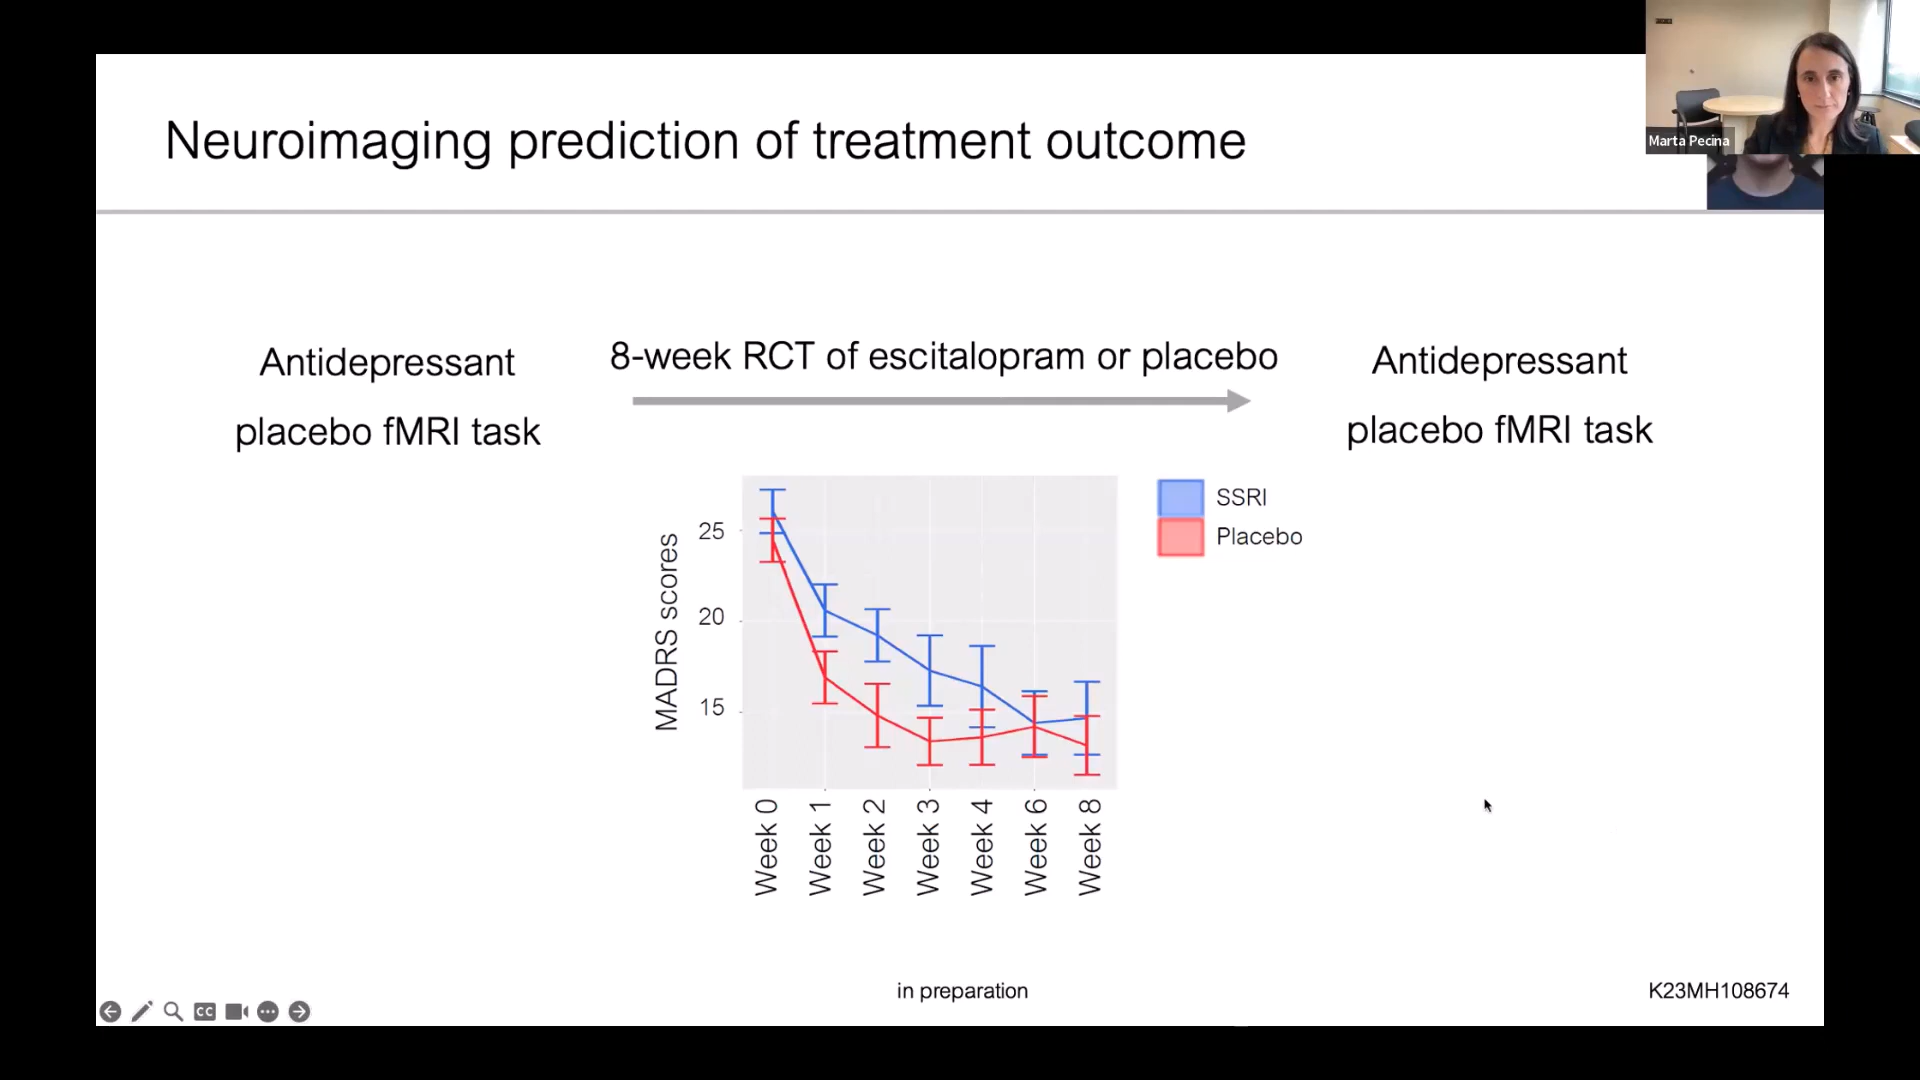 Marta Pecina
Neuroimaging prediction of treatment outcome
Antidepressant
placebo fMRI task
8-week RCT of escitalopram or placebo
Antidepressant
placebo fMRI task
SSRI
Placebo
MADRS scores
25
20
15
Week 0
Week 1
Week 2
Week 3
Week 4
Week 6
Week 8
in preparation
K23MH108674
CC